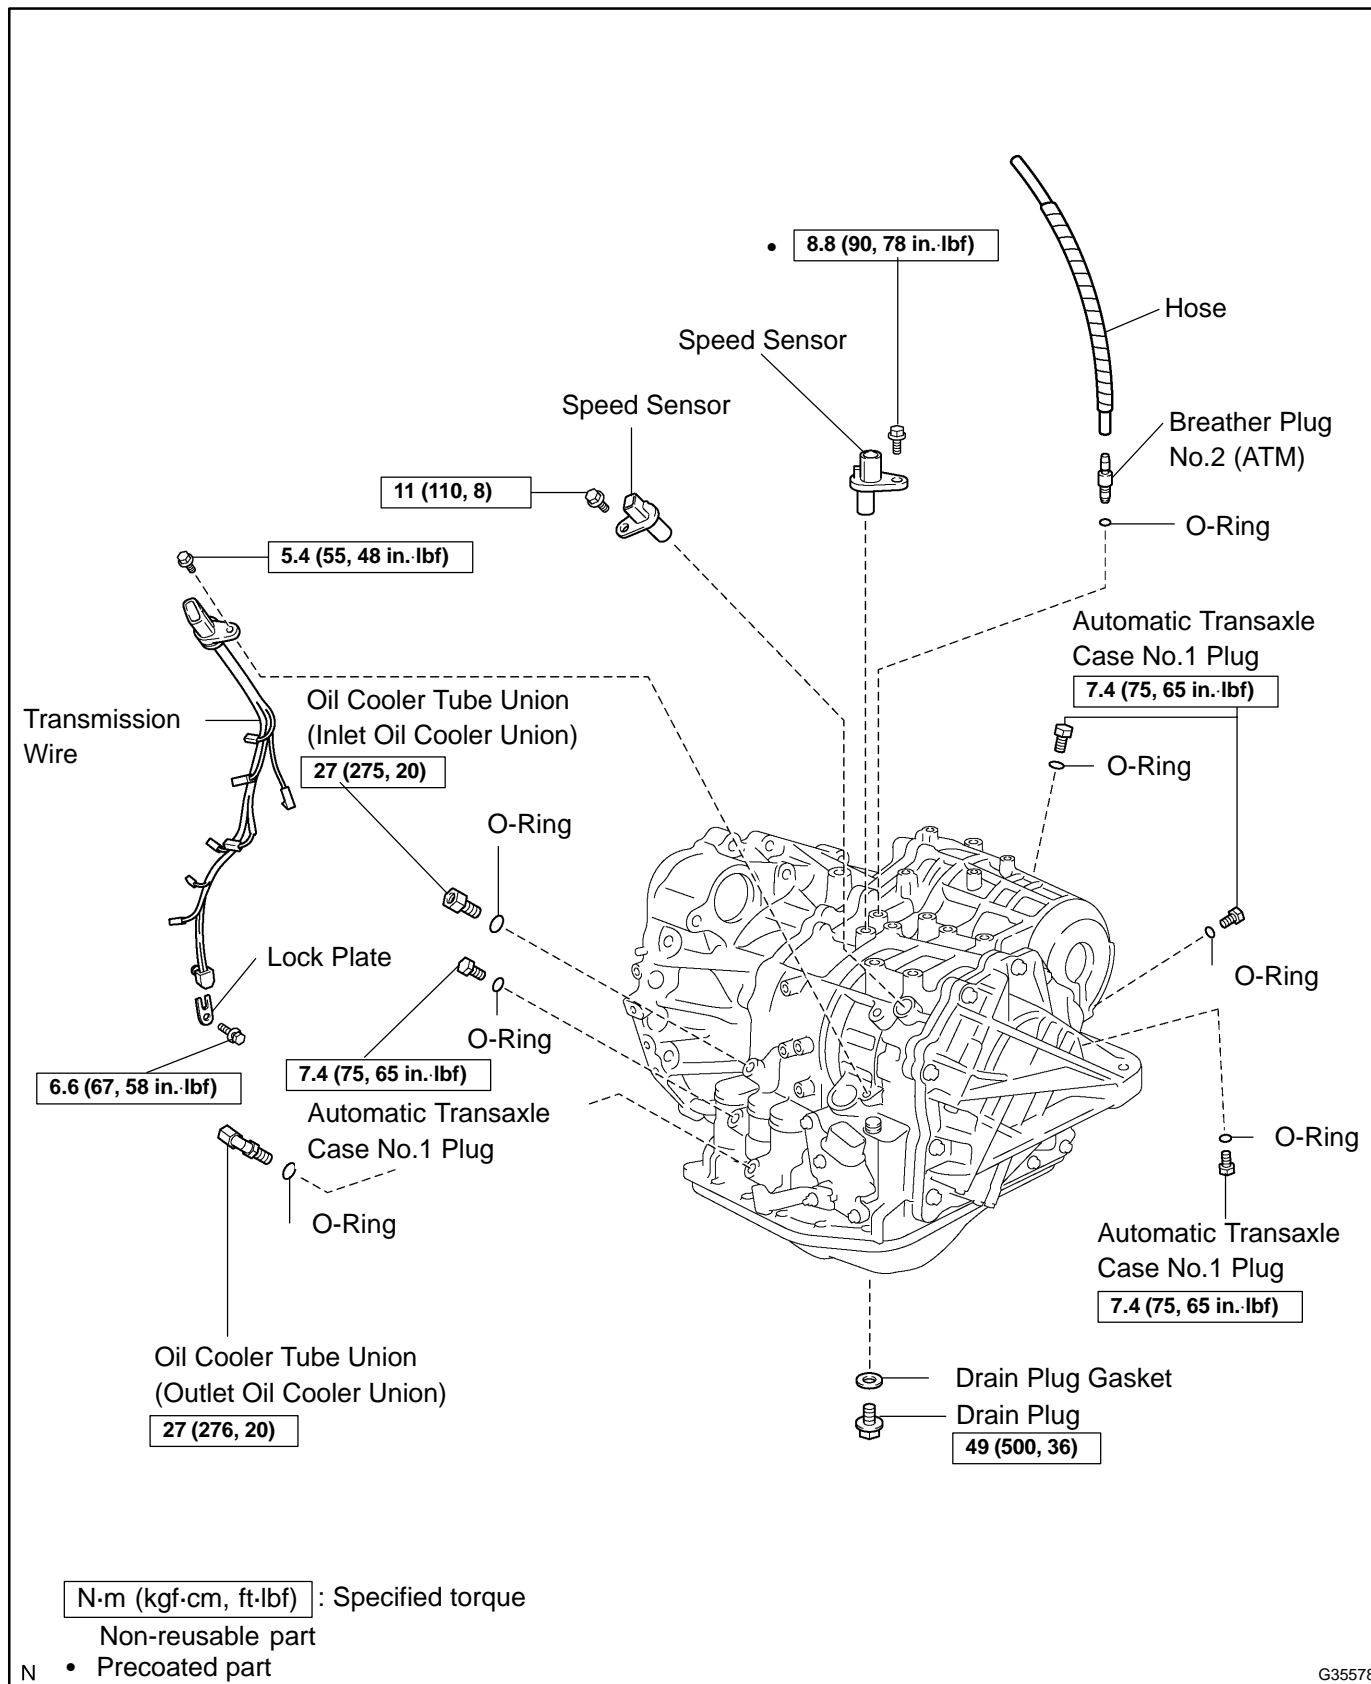 • 8.8 (90, 78 in.·lbf)
Hose
Speed Sensor
Speed Sensor
Breather Plug
No.2 (ATM)
11 (110, 8)
O-Ring
5.4 (55, 48 in.·lbf)
Automatic Transaxle
Case No.1 Plug
7.4 (75, 65 in.·lbf)
Transmission
Wire
Oil Cooler Tube Union
(Inlet Oil Cooler Union)
27 (275, 20)
O-Ring
O-Ring
Lock Plate
O-Ring
O-Ring
6.6 (67, 58 in.·lbf)
7.4 (75, 65 in.·lbf)
Automatic Transaxle
Case No.1 Plug
O-Ring
O-Ring
Automatic Transaxle
Case No.1 Plug
7.4 (75, 65 in.·lbf)
Oil Cooler Tube Union
(Outlet Oil Cooler Union)
27 (276, 20)
Drain Plug Gasket
Drain Plug
49 (500, 36)
N·m (kgf·cm, ft·lbf) : Specified torque
Non-reusable part
• Precoated part
N
G35578